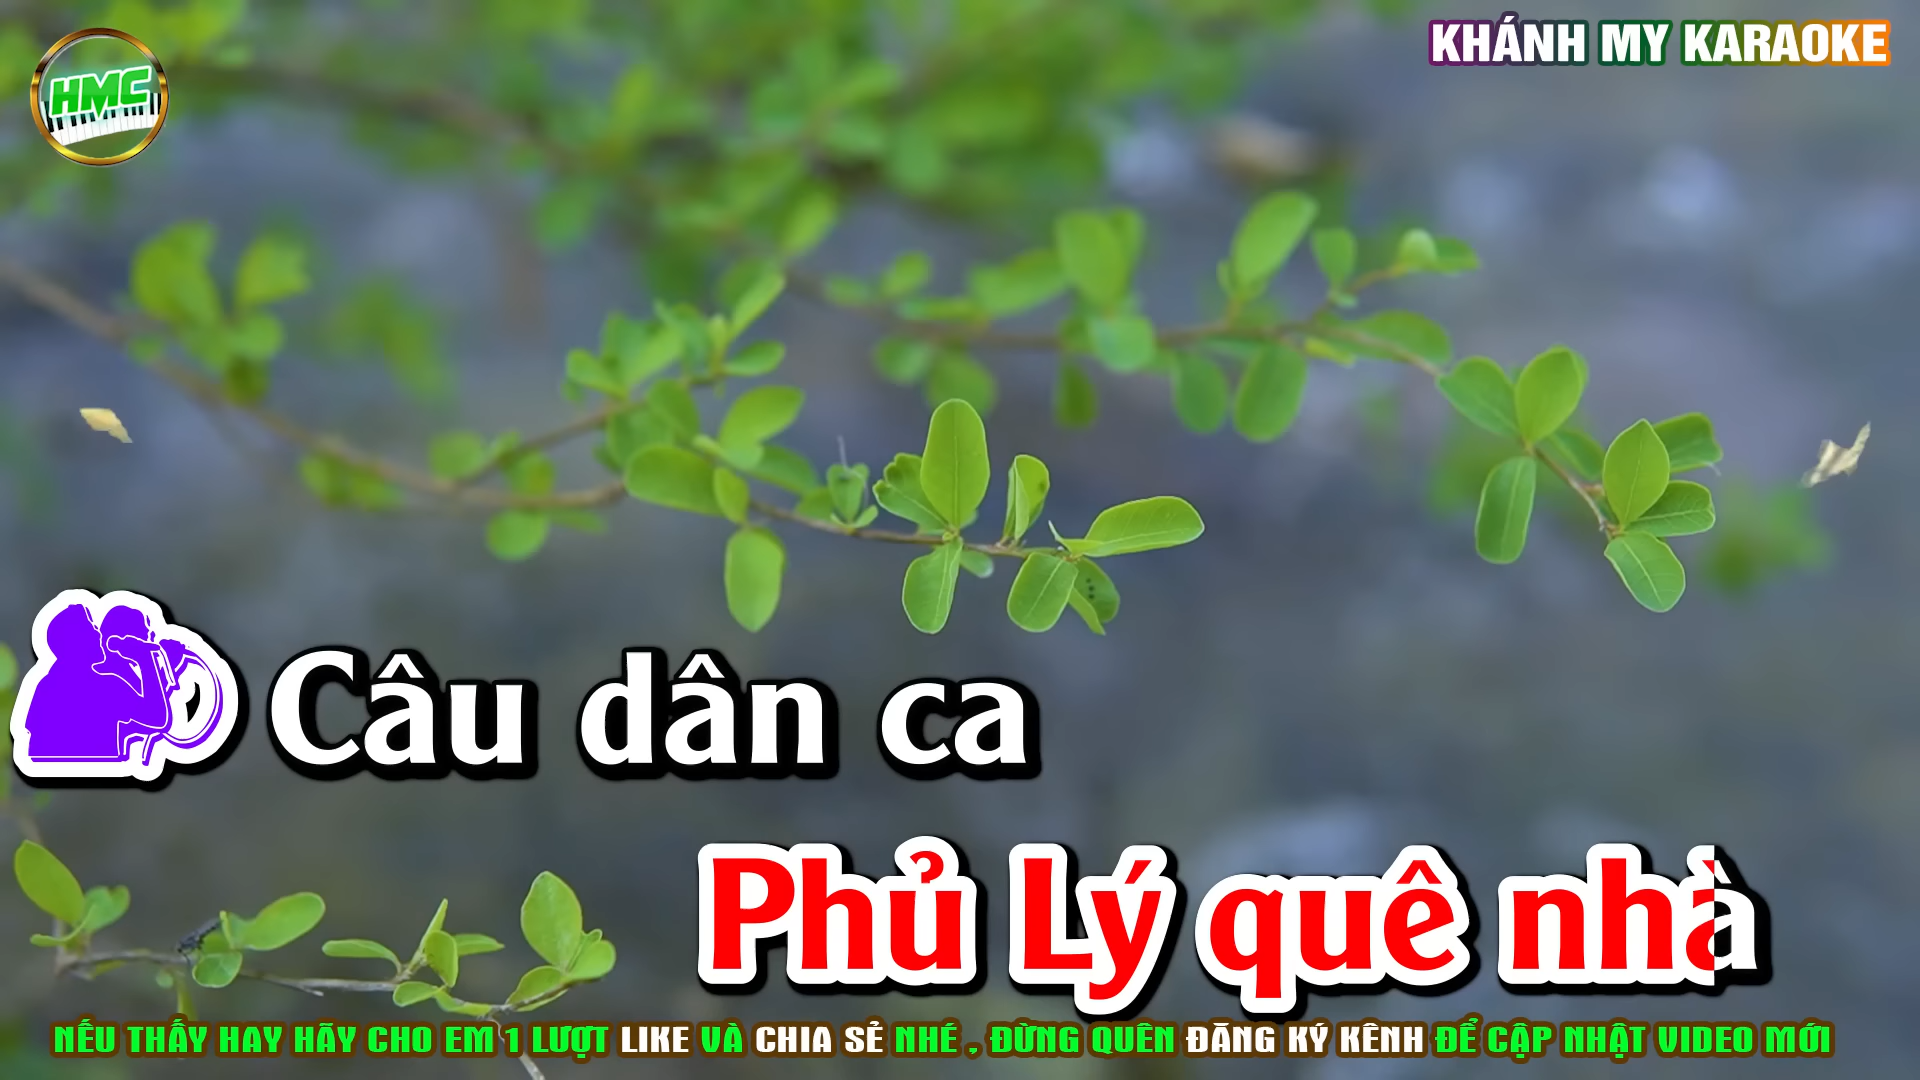 KHÁNH MY KARAOKE
HMC
Câu dân ca
Phủ Lý quê nhà
NẾU THẤY HAY HÃY CHO EM 1 LƯỢT LIKE VÀ CHIA SẺ NHÉ , ĐỪNG QUÊN ĐĂNG KÝ KÊNH ĐỂ CẬP NHẬT VIDEO MỚI